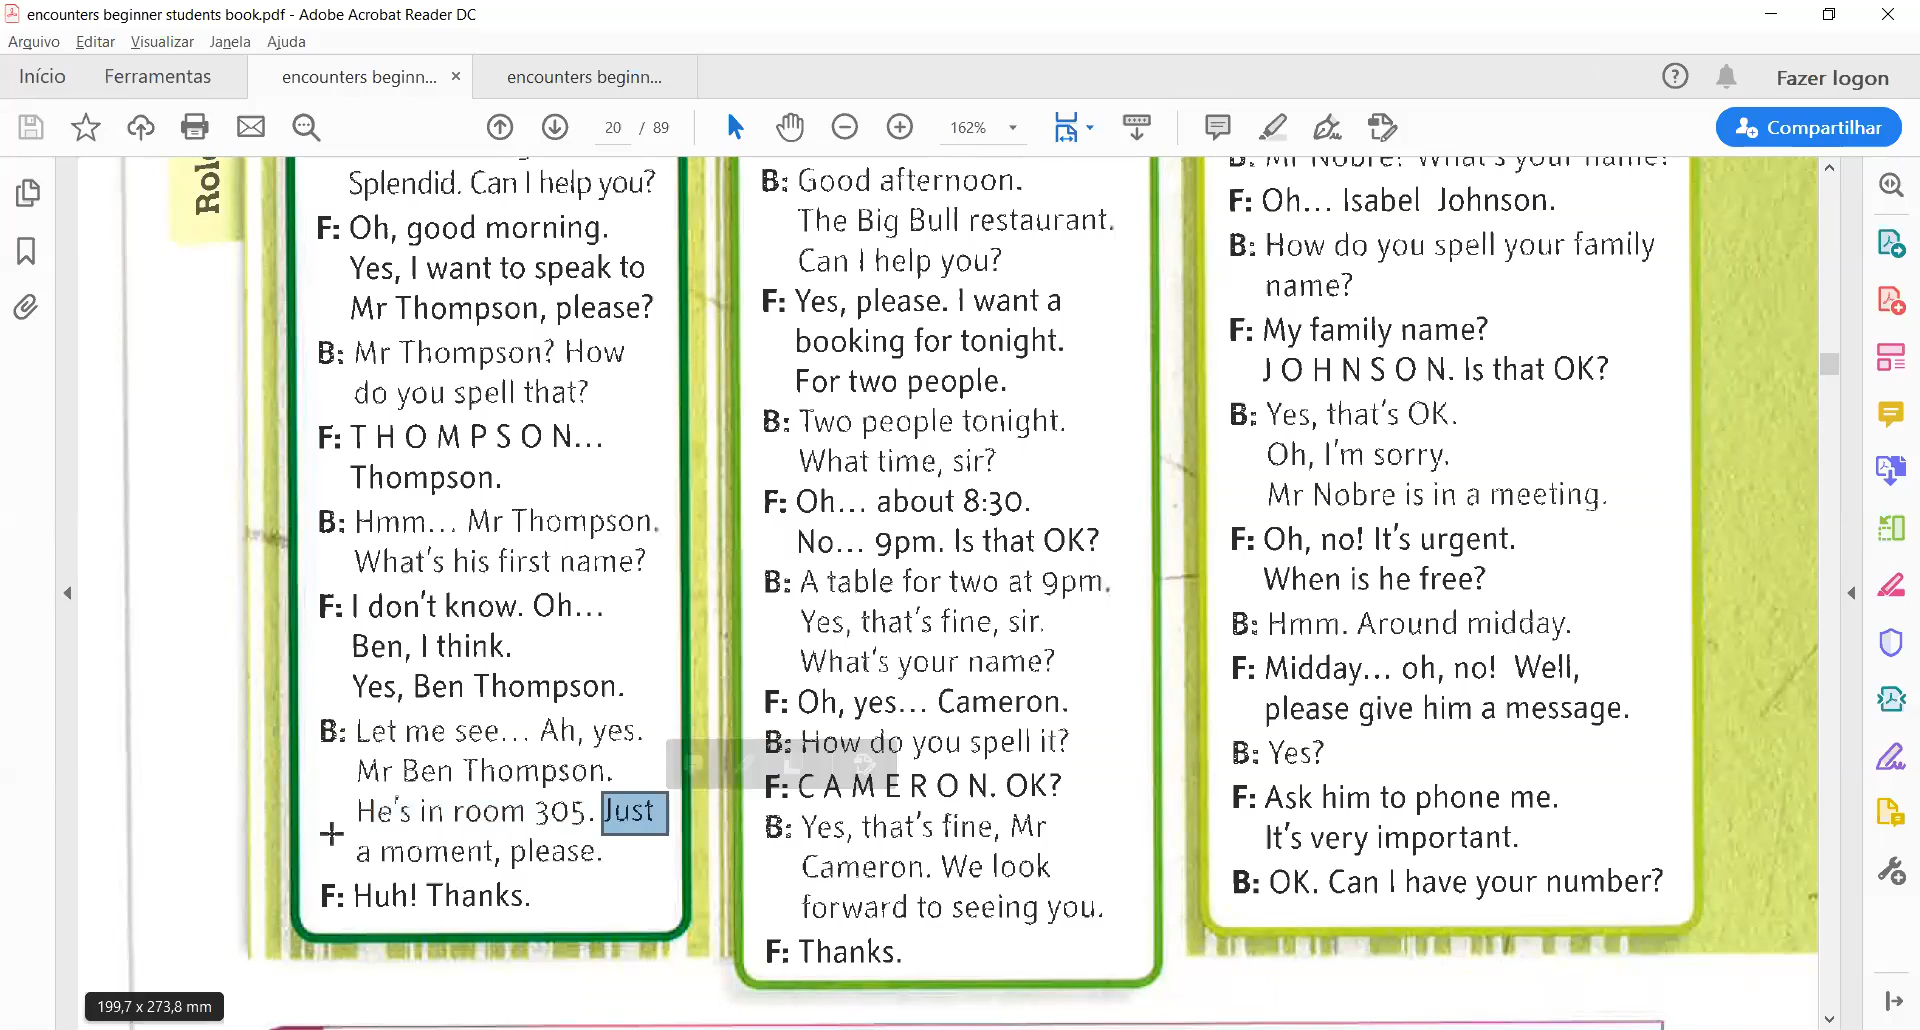 encounters beginner students book.pdf - Adobe Acrobat Reader DC
Arquivo Editar Visualizar Janela Ajuda
Início Ferramentas encounters beginn... × encounters beginn... Fazer logon
20 / 89 162% Compartilhar
Splendid. Can I help you?
F: Oh, good morning.
Yes, I want to speak to
Mr Thompson, please?
B: Mr Thompson? How
do you spell that?
F: T H O M P S O N...
Thompson.
B: Hmm... Mr Thompson.
What's his first name?
F: I don't know. Oh...
Ben, I think.
Yes, Ben Thompson.
B: Let me see... Ah, yes.
Mr Ben Thompson.
He's in room 305. Just
a moment, please.
F: Huh! Thanks.
B: Good afternoon.
The Big Bull restaurant.
Can I help you?
F: Yes, please. I want a
booking for tonight.
For two people.
B: Two people tonight.
What time, sir?
F: Oh... about 8:30.
No... 9pm. Is that OK?
B: A table for two at 9pm.
Yes, that's fine, sir.
What's your name?
F: Oh, yes... Cameron.
B: How do you spell it?
F: C A M E R O N. OK?
B: Yes, that's fine, Mr
Cameron. We look
forward to seeing you.
F: Thanks.
B: Mr Nobre? What's your name?
F: Oh... Isabel Johnson.
B: How do you spell your family
name?
F: My family name?
J O H N S O N. Is that OK?
B: Yes, that's OK.
Oh, I'm sorry.
Mr Nobre is in a meeting.
F: Oh, no! It's urgent.
When is he free?
B: Hmm. Around midday.
F: Midday... oh, no! Well,
please give him a message.
B: Yes?
F: Ask him to phone me.
It's very important.
B: OK. Can I have your number?
199,7 x 273,8 mm